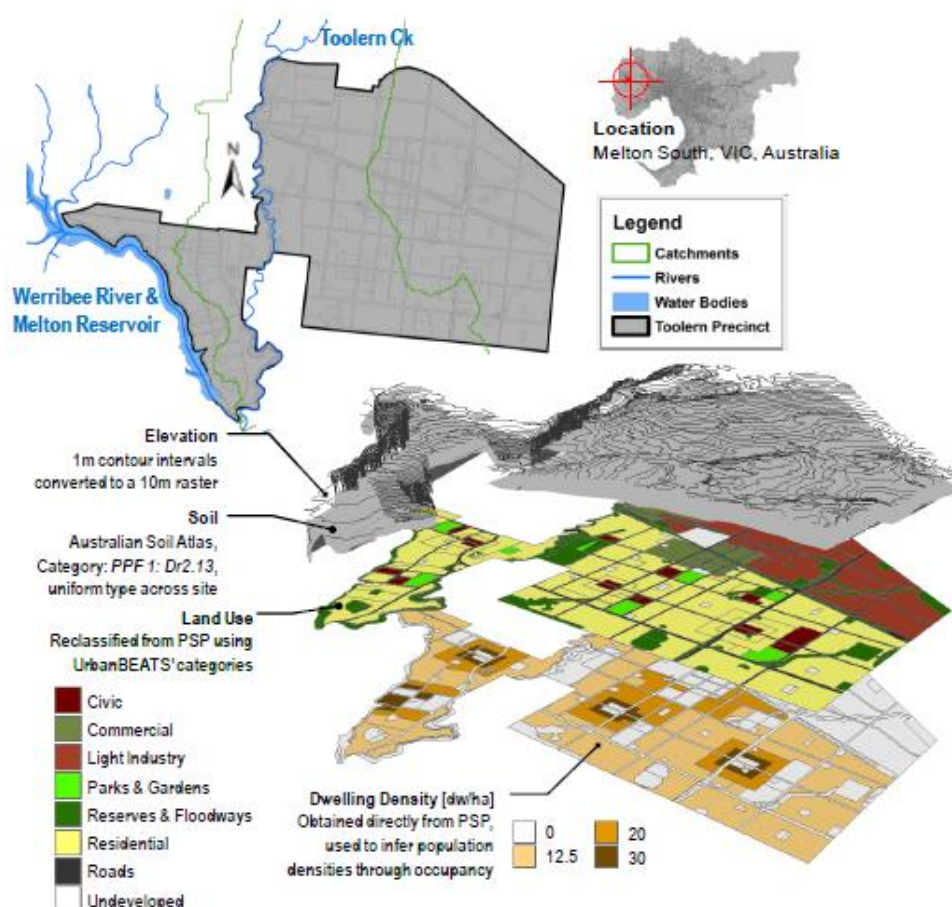 Toolern Ck
Location
Melton South, VIC, Australia
N
Legend
Catchments
Rivers
Water Bodies
Toolern Precinct
Werribee River &
Melton Reservoir
Elevation
1m contour intervals
converted to a 10m raster
Soil
Australian Soil Atlas,
Category: PPF 1: Dr2.13,
uniform type across site
Land Use
Reclassified from PSP using
UrbanBEATS' categories
Civic
Commercial
Light Industry
Parks & Gardens
Reserves & Floodways
Residential
Roads
Undeveloped
Dwelling Density [dw/ha]
Obtained directly from PSP,
used to infer population
densities through occupancy
0
20
12.5
30